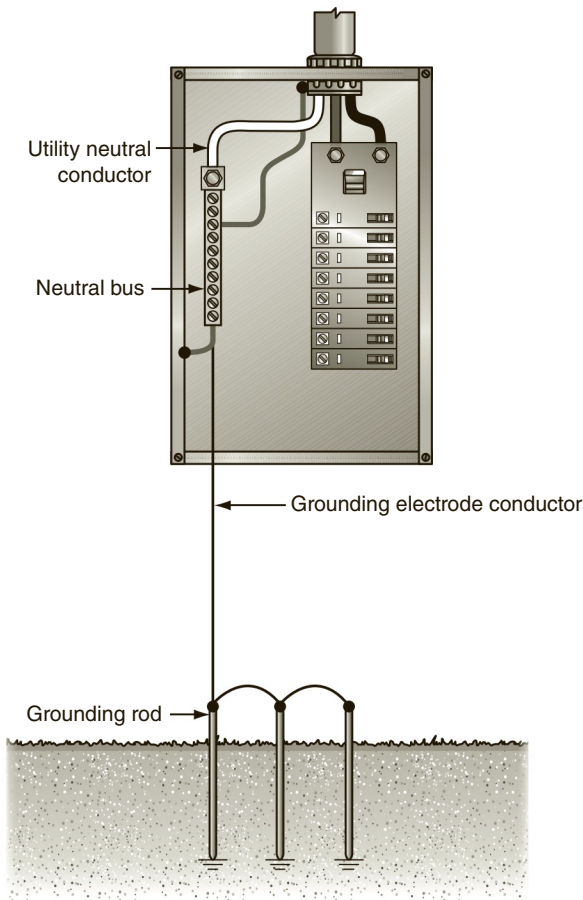 Utility neutral
conductor
Neutral bus
Grounding electrode conductor
Grounding rod